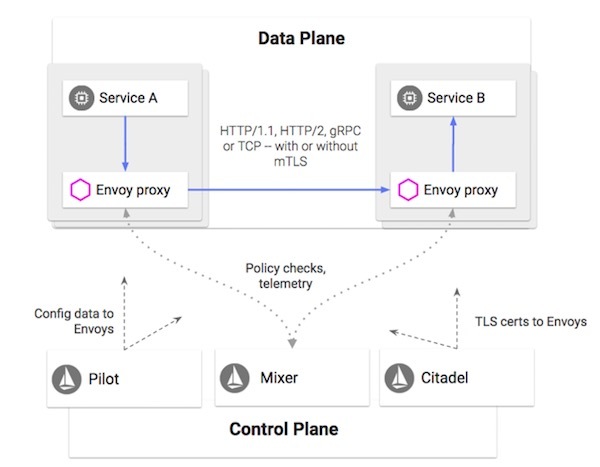 Data Plane
Service A
Service B
HTTP/1.1, HTTP/2, gRPC
or TCP -- with or without
mTLS
Envoy proxy
Envoy proxy
Policy checks,
telemetry
Config data to
Envoys
TLS certs to Envoys
Pilot
Mixer
Citadel
Control Plane